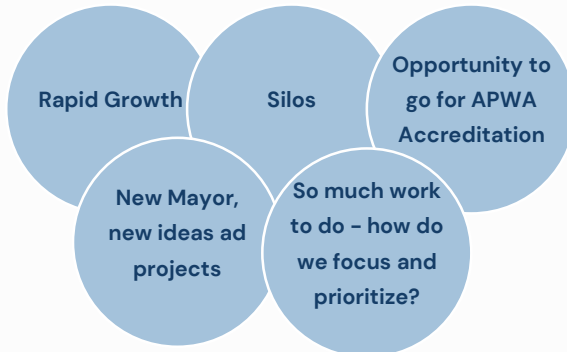 Rapid Growth
Silos
Opportunity to
go for APWA
Accreditation
New Mayor,
new ideas ad
projects
So much work
to do - how do
we focus and
prioritize?